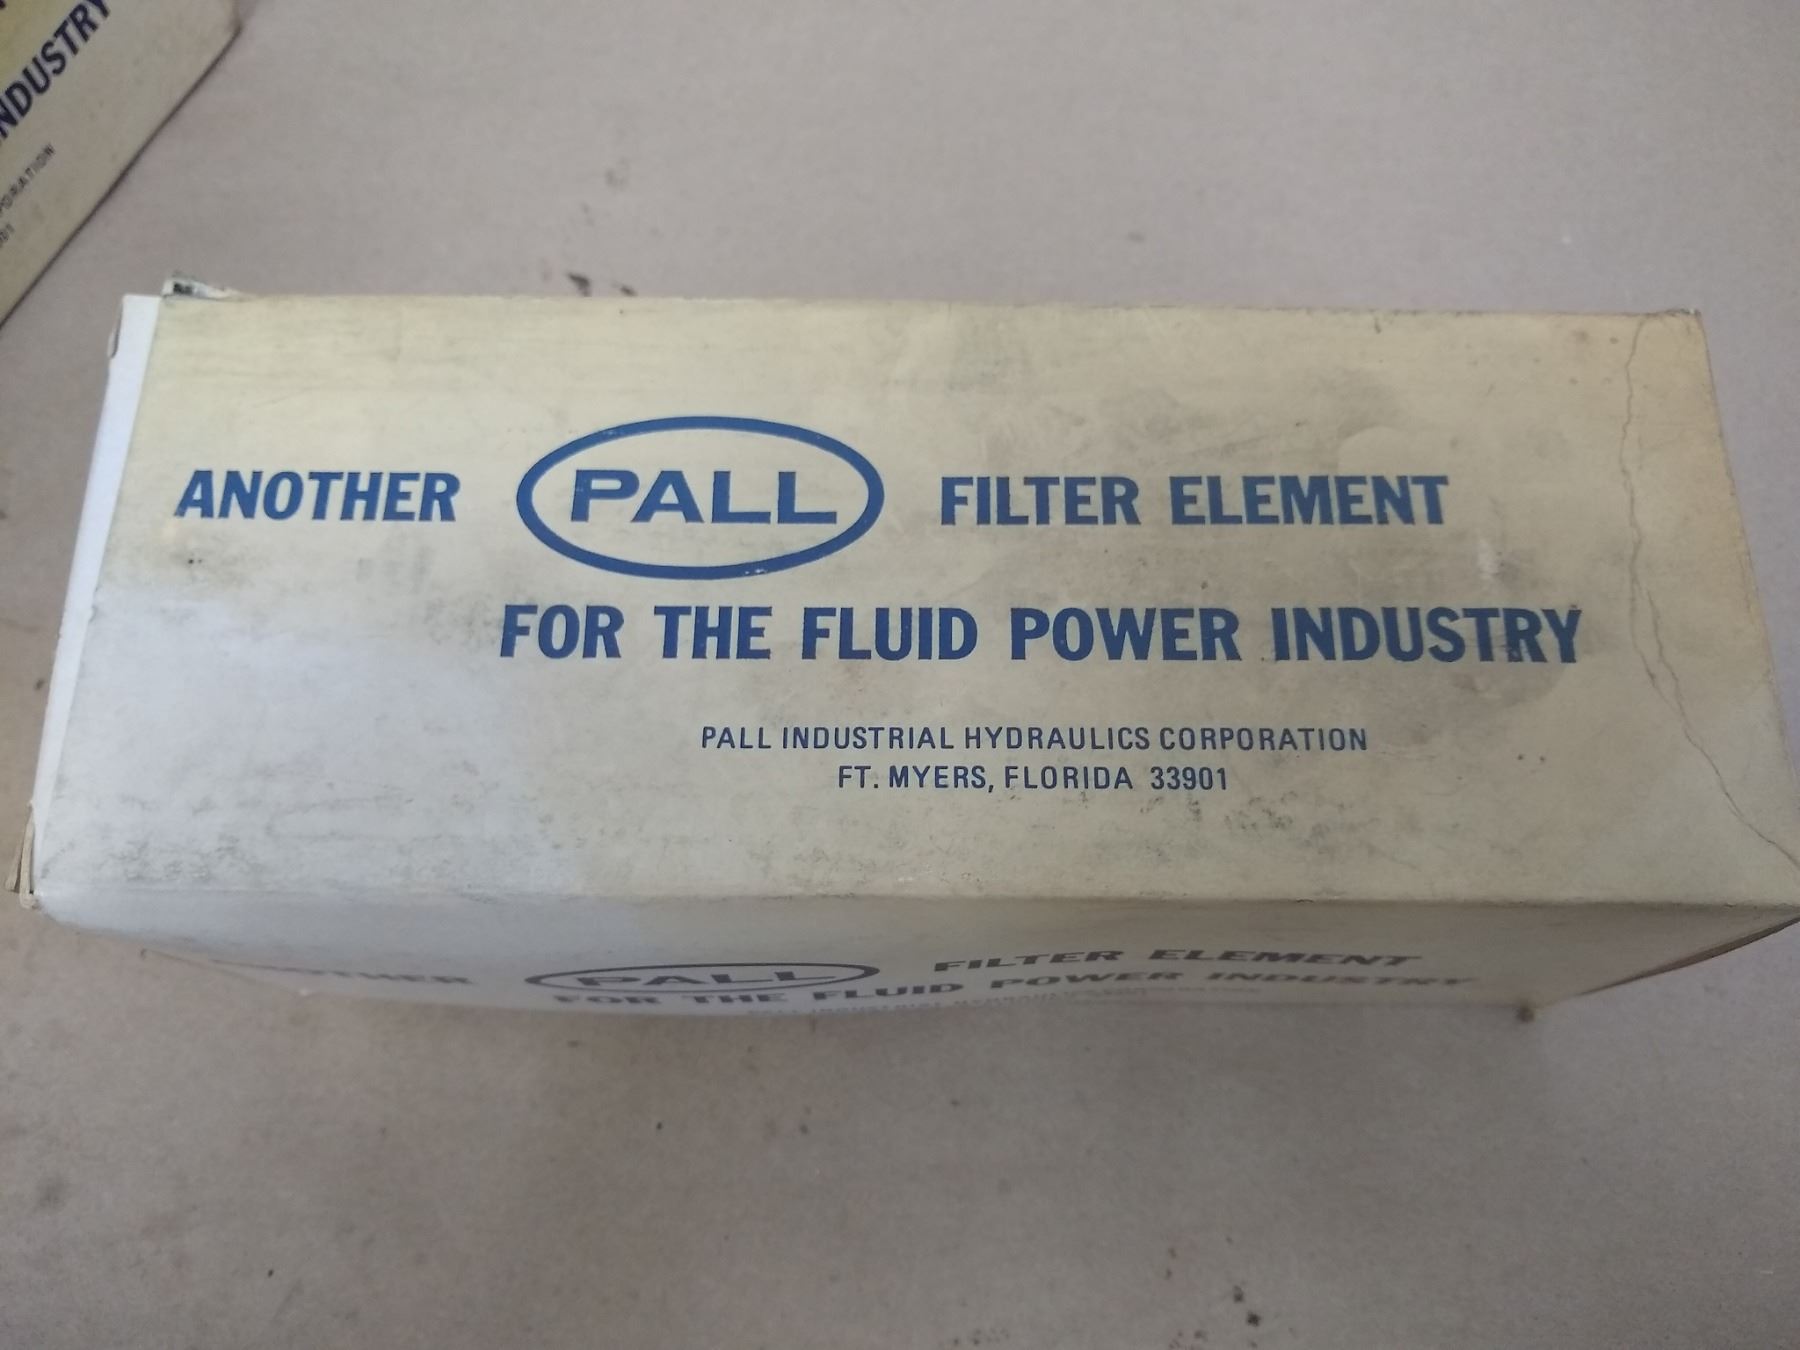 INDUSTRY
ANOTHER PALL FILTER ELEMENT
FOR THE FLUID POWER INDUSTRY
PALL INDUSTRIAL HYDRAULICS CORPORATION
FT. MYERS, FLORIDA 33901
ANOTHER PALL FILTER ELEMENT
FOR THE FLUID POWER INDUSTRY